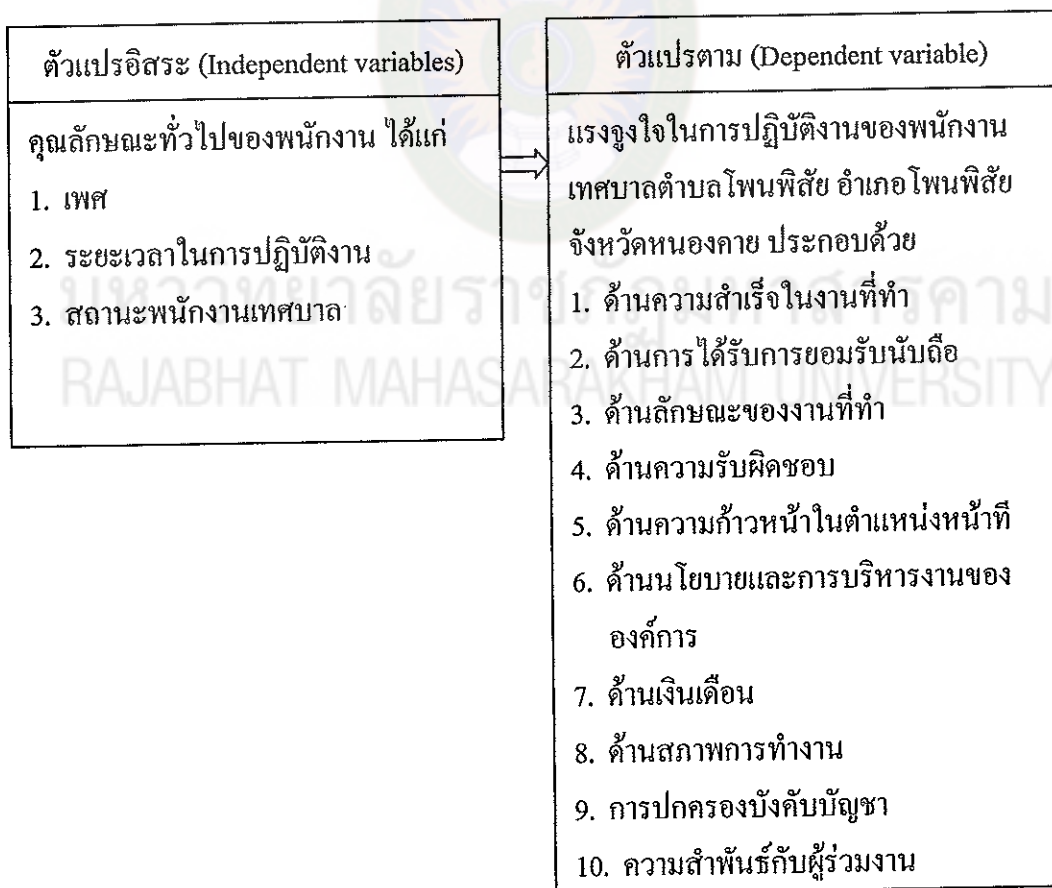 ตัวแปรอิสระ (Independent variables)
คุณลักษณะทั่วไปของพนักงาน ได้แก่
1. เพศ
2. ระยะเวลาในการปฏิบัติงาน
3. สถานะพนักงานเทศบาล
ตัวแปรตาม (Dependent variable)
แรงจูงใจในการปฏิบัติงานของพนักงาน
เทศบาลตำบลโพนพิสัย อำเภอโพนพิสัย
จังหวัดหนองคาย ประกอบด้วย
1. ด้านความสำเร็จในงานที่ทำ
2. ด้านการได้รับการยอมรับนับถือ
3. ด้านลักษณะของงานที่ทำ
4. ด้านความรับผิดชอบ
5. ด้านความก้าวหน้าในตำแหน่งหน้าที่
6. ด้านนโยบายและการบริหารงานของ
องค์การ
7. ด้านเงินเดือน
8. ด้านสภาพการทำงาน
9. การปกครองบังคับบัญชา
10. ความสัมพันธ์กับผู้ร่วมงาน
มหาวิทยาลัยราชภัฏมหาสารคาม
RAJABHAT MAHASARAKHAM UNIVERSITY